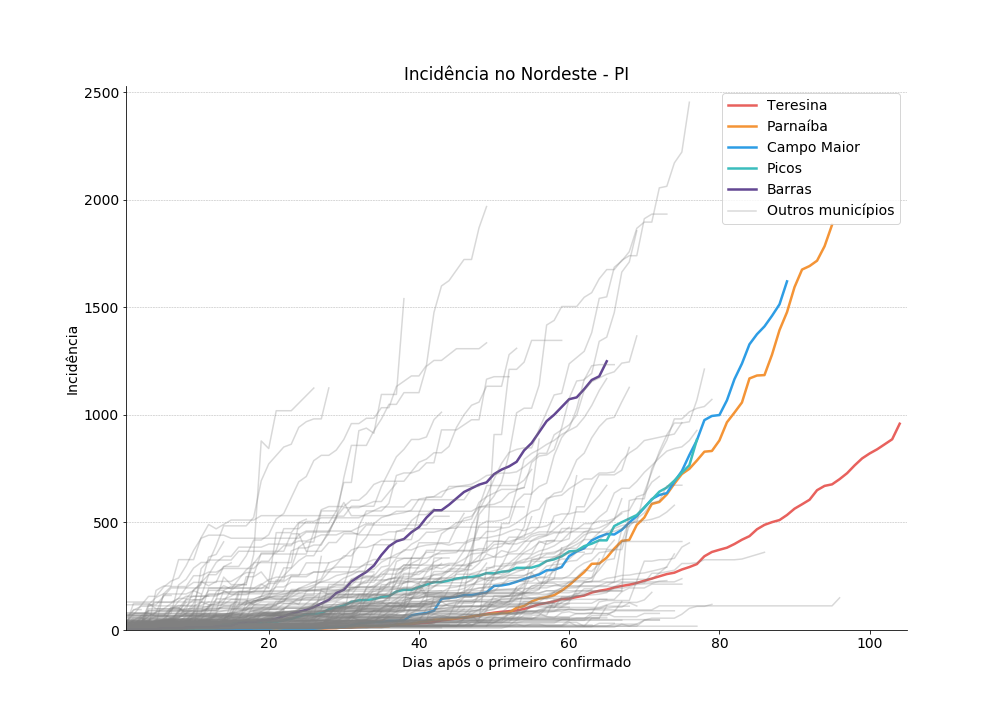 Incidência no Nordeste - PI
2500
2000
1500
1000
500
0
Incidência
Teresina
Parnaíba
Campo Maior
Picos
Barras
Outros municípios
20
40
60
80
100
Dias após o primeiro confirmado